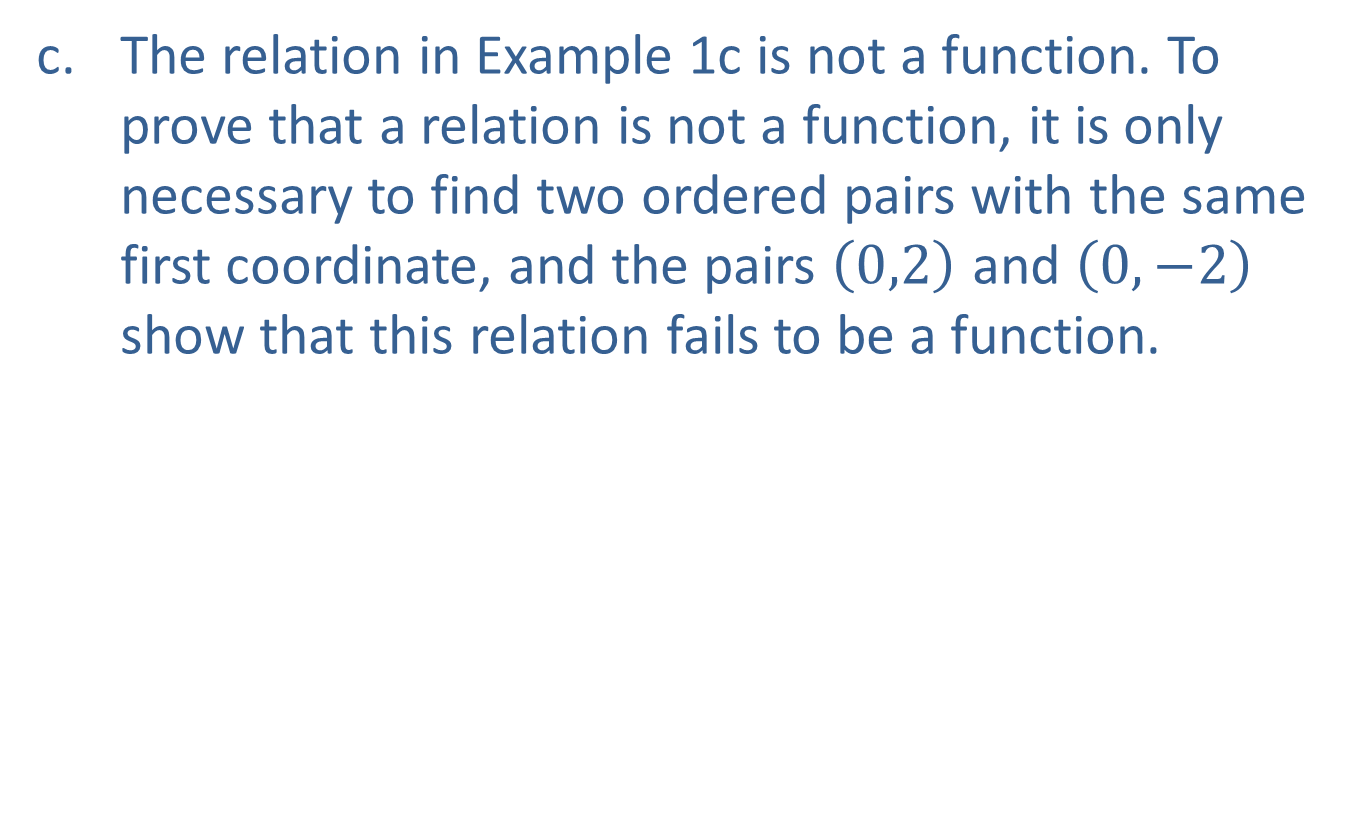 c. The relation in Example 1c is not a function. To
prove that a relation is not a function, it is only
necessary to find two ordered pairs with the same
first coordinate, and the pairs (0,2) and (0, −2)
show that this relation fails to be a function.